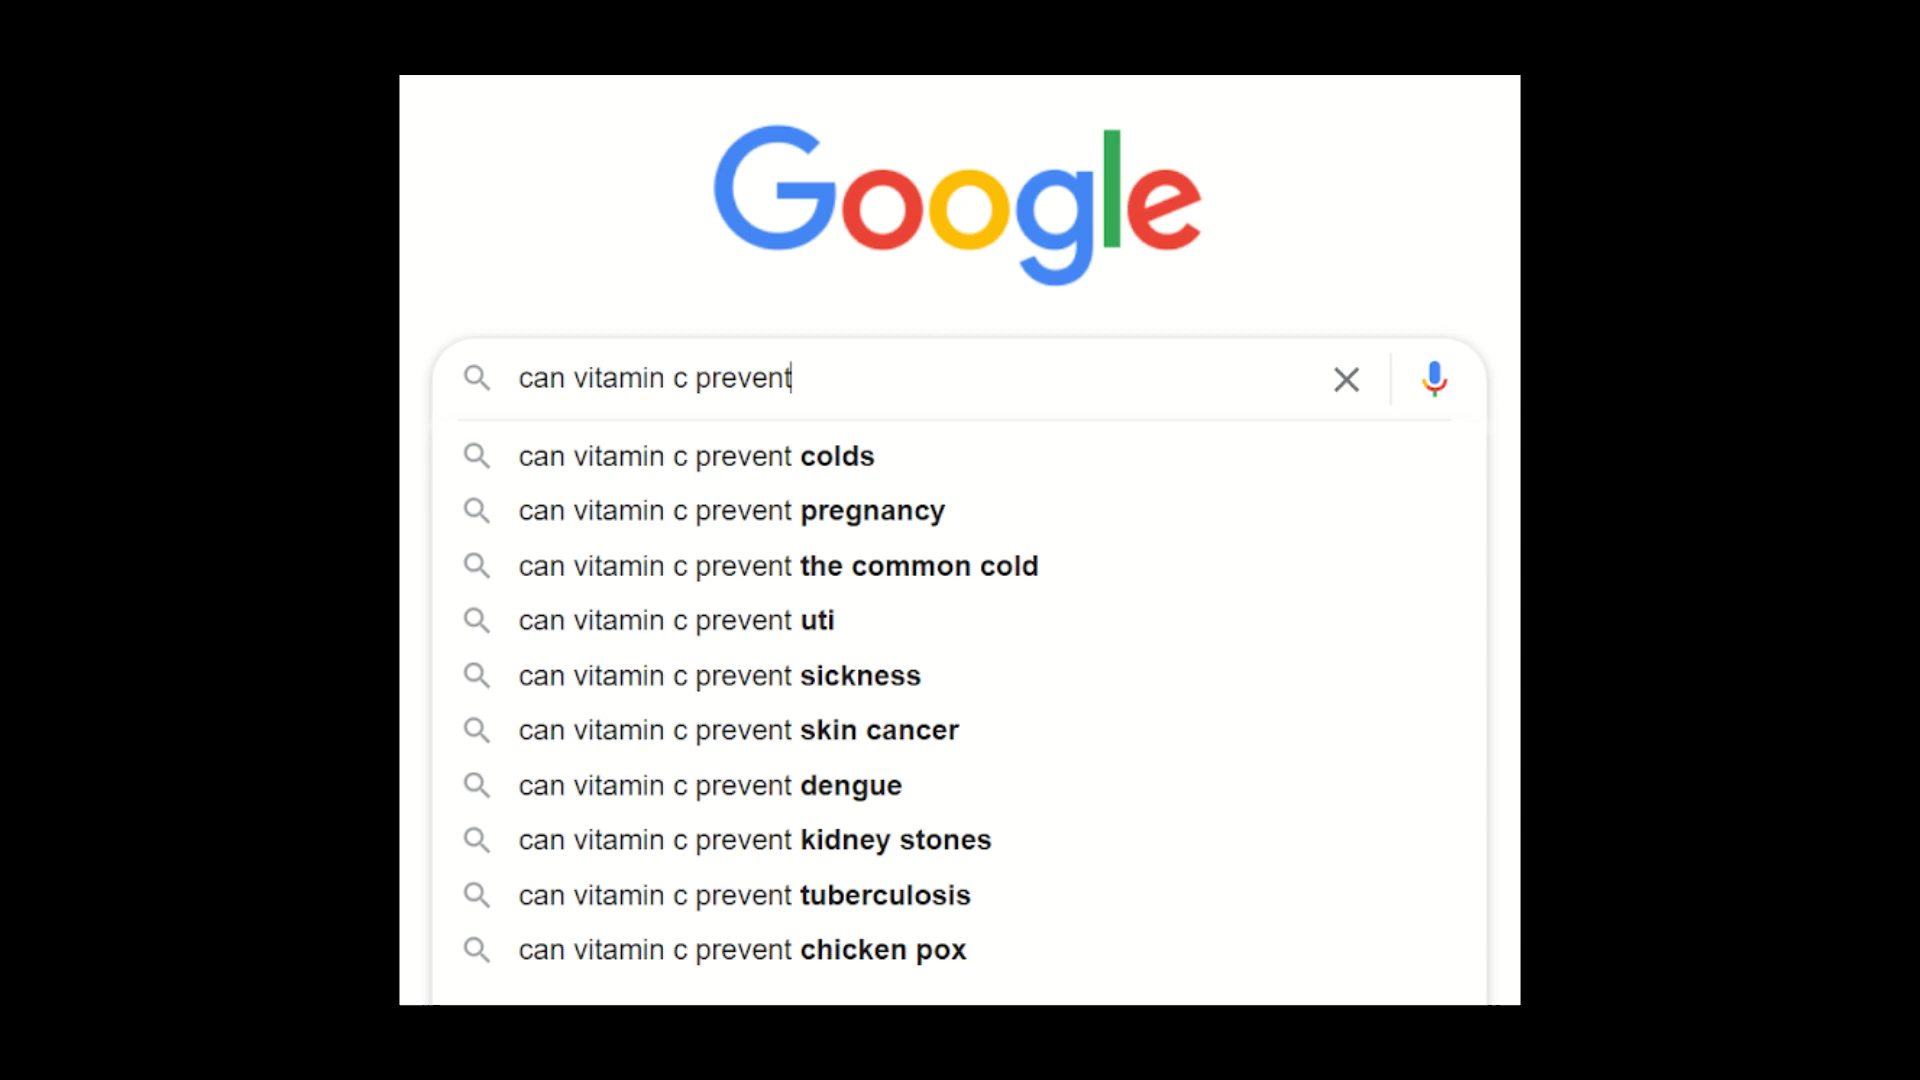 Google
can vitamin c prevent
can vitamin c prevent colds
can vitamin c prevent pregnancy
can vitamin c prevent the common cold
can vitamin c prevent uti
can vitamin c prevent sickness
can vitamin c prevent skin cancer
can vitamin c prevent dengue
can vitamin c prevent kidney stones
can vitamin c prevent tuberculosis
can vitamin c prevent chicken pox